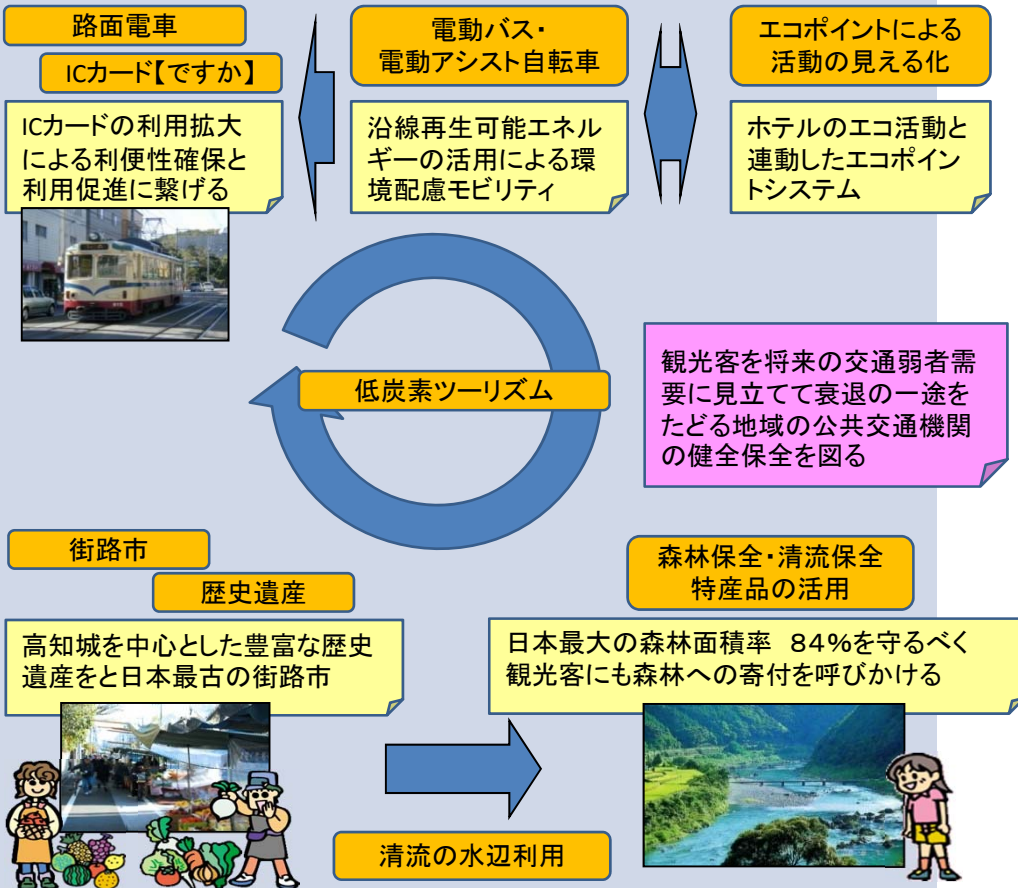 路面電車
ICカード【ですか】
ICカードの利用拡大
による利便性確保と
利用促進に繋げる
電動バス・
電動アシスト自転車
沿線再生可能エネル
ギーの活用による環
境配慮モビリティ
エコポイントによる
活動の見える化
ホテルのエコ活動と
連動したエコポイン
トシステム
低炭素ツーリズム
観光客を将来の交通弱者需
要に見立てて衰退の一途を
たどる地域の公共交通機関
の健全保全を図る
街路市
歴史遺産
高知城を中心とした豊富な歴史
遺産をと日本最古の街路市
森林保全・清流保全
特産品の活用
日本最大の森林面積率 84%を守るべく
観光客にも森林への寄付を呼びかける
清流の水辺利用